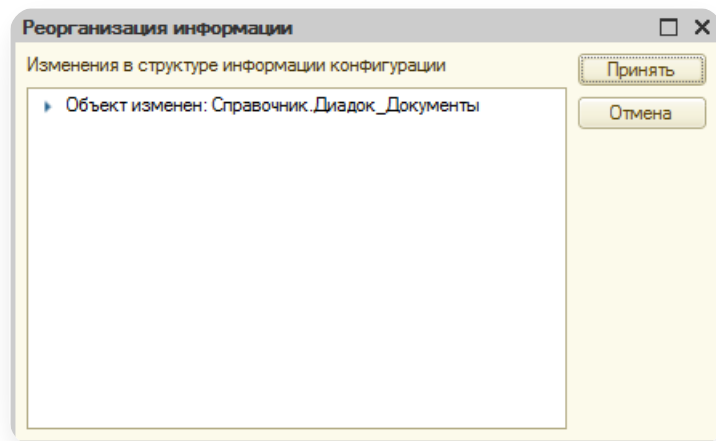 Реорганизация информации
Изменения в структуре информации конфигурации
Принять
Объект изменен: Справочник.Диадок_Документы
Отмена